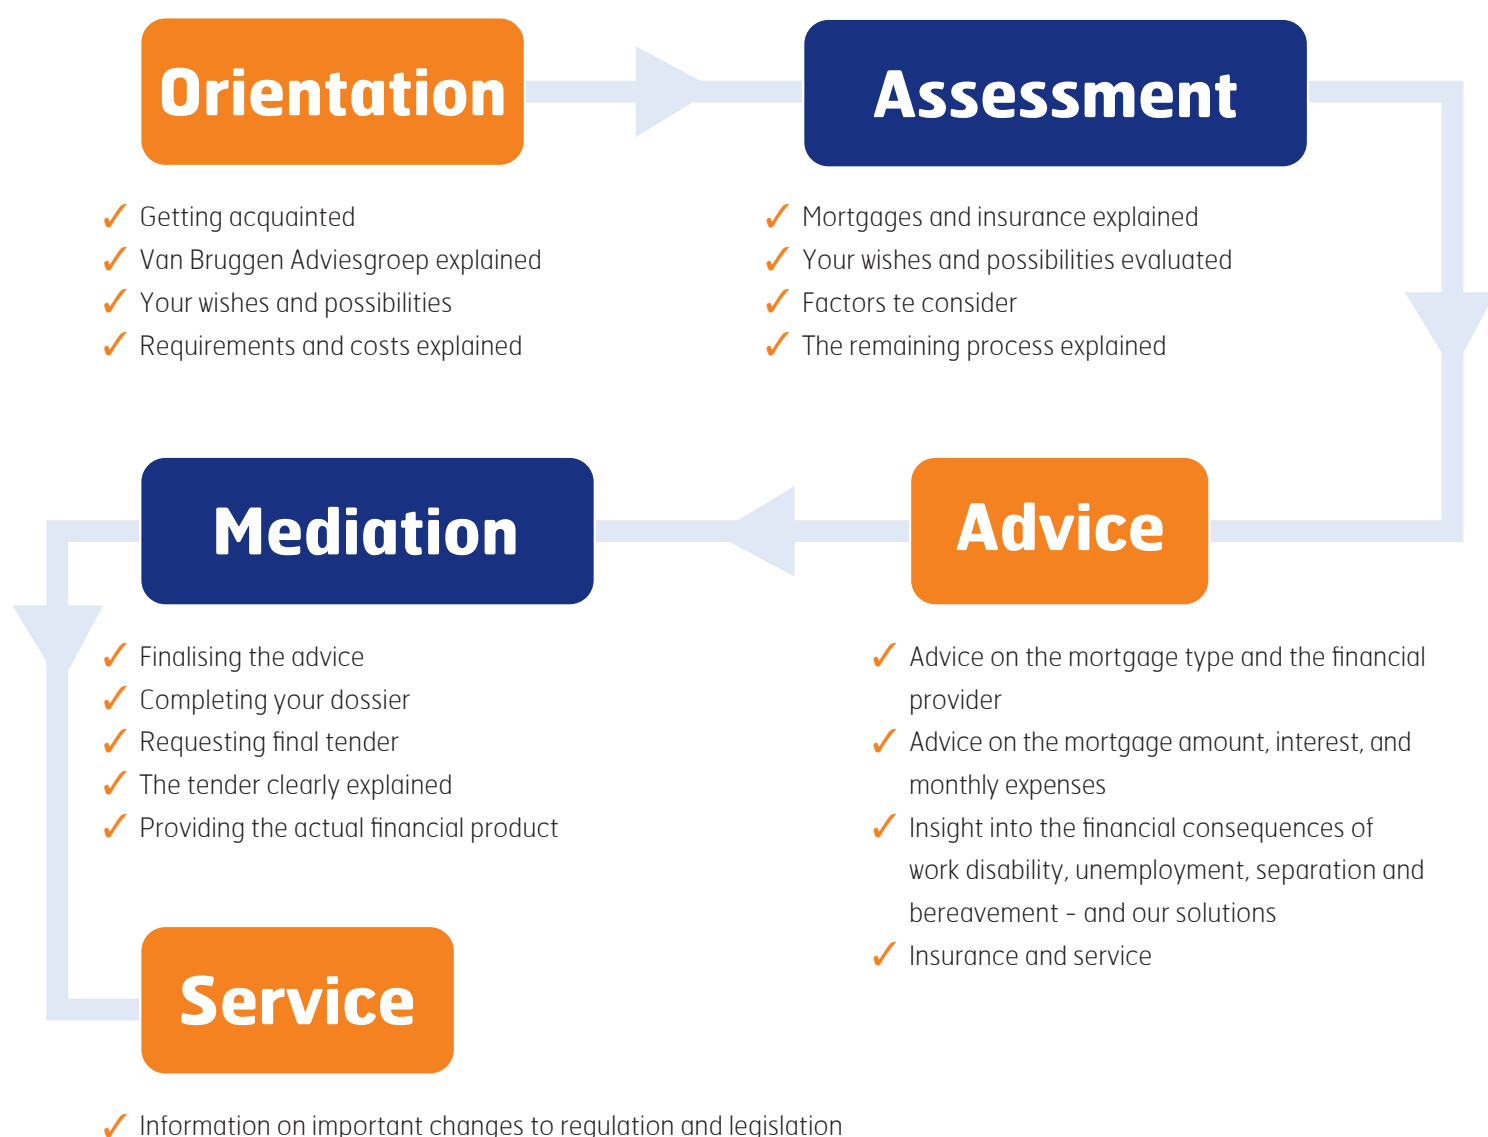 Orientation
✓ Getting acquainted
✓ Van Bruggen Adviesgroep explained
✓ Your wishes and possibilities
✓ Requirements and costs explained
Assessment
✓ Mortgages and insurance explained
✓ Your wishes and possibilities evaluated
✓ Factors te consider
✓ The remaining process explained
Advice
✓ Advice on the mortgage type and the financial
provider
✓ Advice on the mortgage amount, interest, and
monthly expenses
✓ Insight into the financial consequences of
work disability, unemployment, separation and
bereavement – and our solutions
✓ Insurance and service
Mediation
✓ Finalising the advice
✓ Completing your dossier
✓ Requesting final tender
✓ The tender clearly explained
✓ Providing the actual financial product
Service
✓ Information on important changes to regulation and legislation